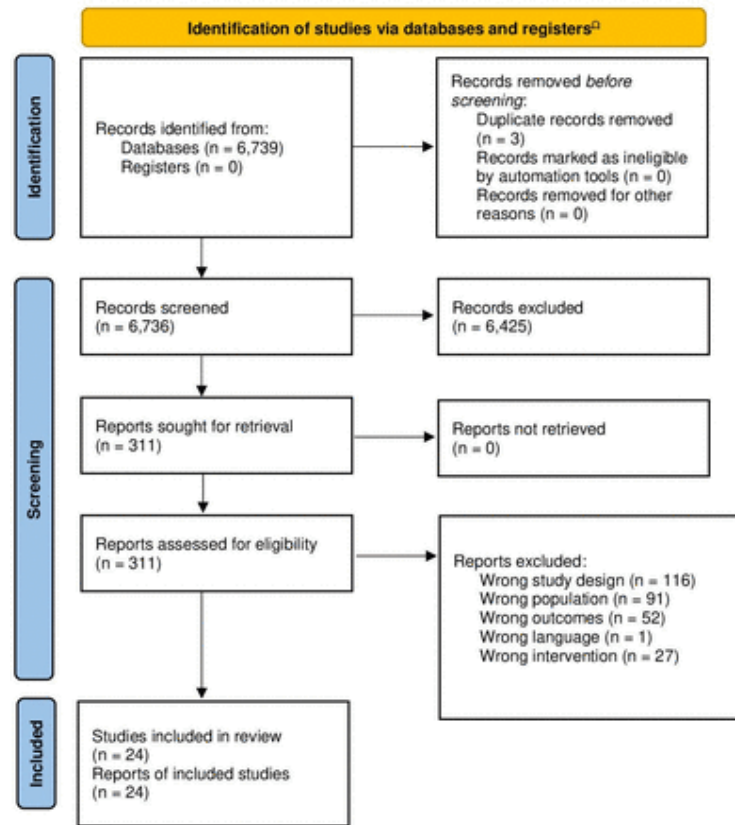 Identification of studies via databases and registersΩ
Identification
Records identified from:
Databases (n = 6,739)
Registers (n = 0)
Records removed before
screening:
Duplicate records removed
(n = 3)
Records marked as ineligible
by automation tools (n = 0)
Records removed for other
reasons (n = 0)
Screening
Records screened
(n = 6,736)
Records excluded
(n = 6,425)
Reports sought for retrieval
(n = 311)
Reports not retrieved
(n = 0)
Reports assessed for eligibility
(n = 311)
Reports excluded:
Wrong study design (n = 116)
Wrong population (n = 91)
Wrong outcomes (n = 52)
Wrong language (n = 1)
Wrong intervention (n = 27)
Included
Studies included in review
(n = 24)
Reports of included studies
(n = 24)